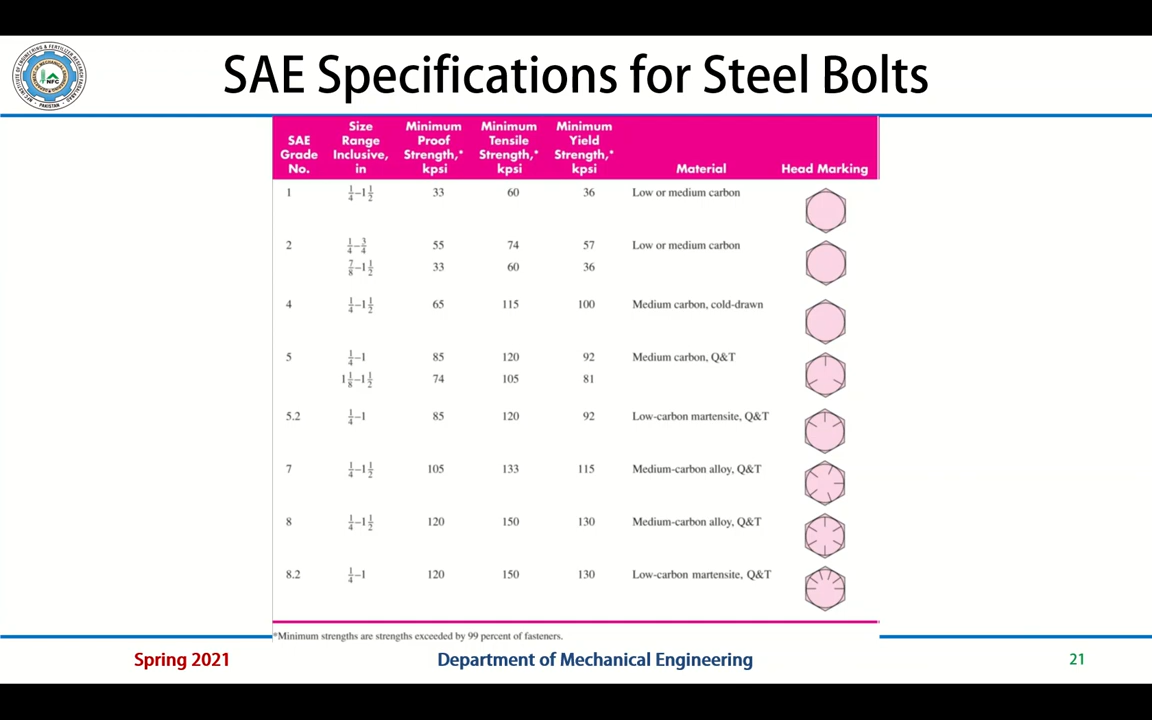 SAE Specifications for Steel Bolts
NFC
SAE Grade No. Size Range Inclusive, in Minimum Proof Strength,* kpsi Minimum Tensile Strength,* kpsi Minimum Yield Strength,* kpsi Material Head Marking
1 1/4–1 1/2 33 60 36 Low or medium carbon
2 1/4–3/4 55 74 57 Low or medium carbon
7/8–1 1/2 33 60 36
4 1/4–1 1/2 65 115 100 Medium carbon, cold-drawn
5 1/4–1 85 120 92 Medium carbon, Q&T
1 1/8–1 1/2 74 105 81
5.2 1/4–1 85 120 92 Low-carbon martensite, Q&T
7 1/4–1 1/2 105 133 115 Medium-carbon alloy, Q&T
8 1/4–1 1/2 120 150 130 Medium-carbon alloy, Q&T
8.2 1/4–1 120 150 130 Low-carbon martensite, Q&T
*Minimum strengths are strengths exceeded by 99 percent of fasteners.
Spring 2021 Department of Mechanical Engineering 21